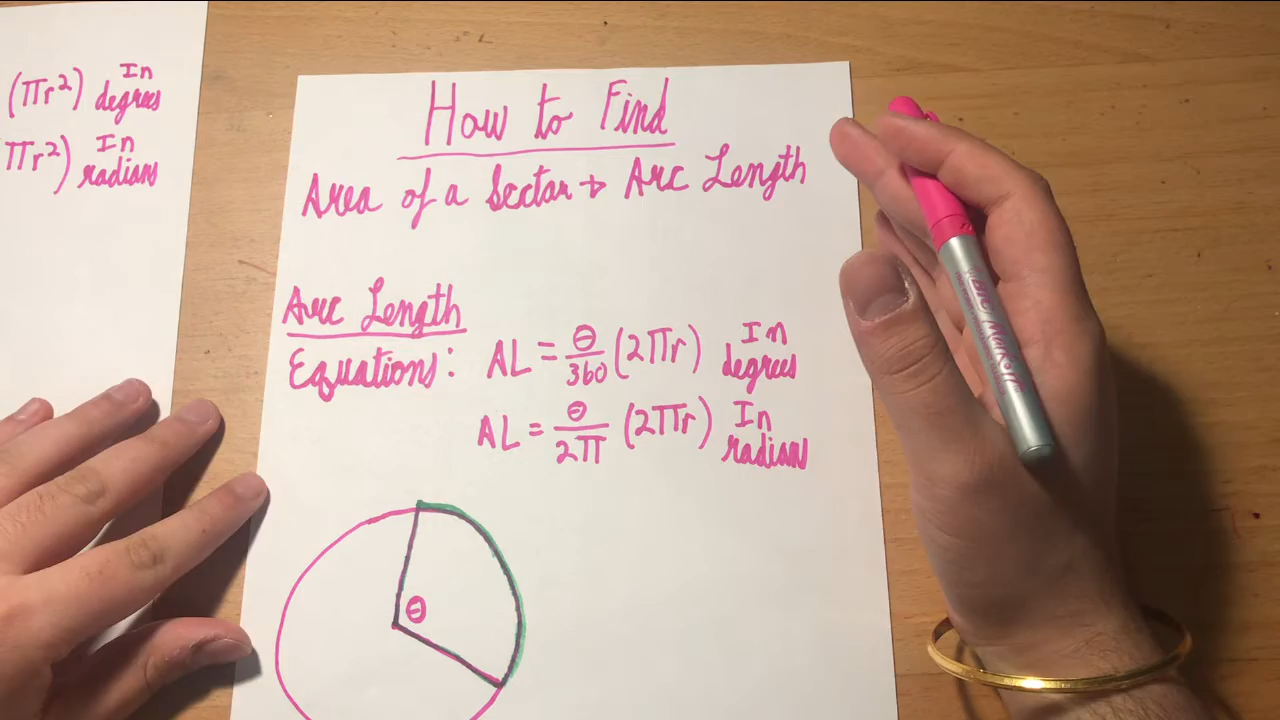 (πr²) In degrees
πr²) In radians
How to Find
Area of a Sector + Arc Length
Arc Length
Equations: AL = θ/360 (2πr) In degrees
AL = θ/2π (2πr) In radians
θ